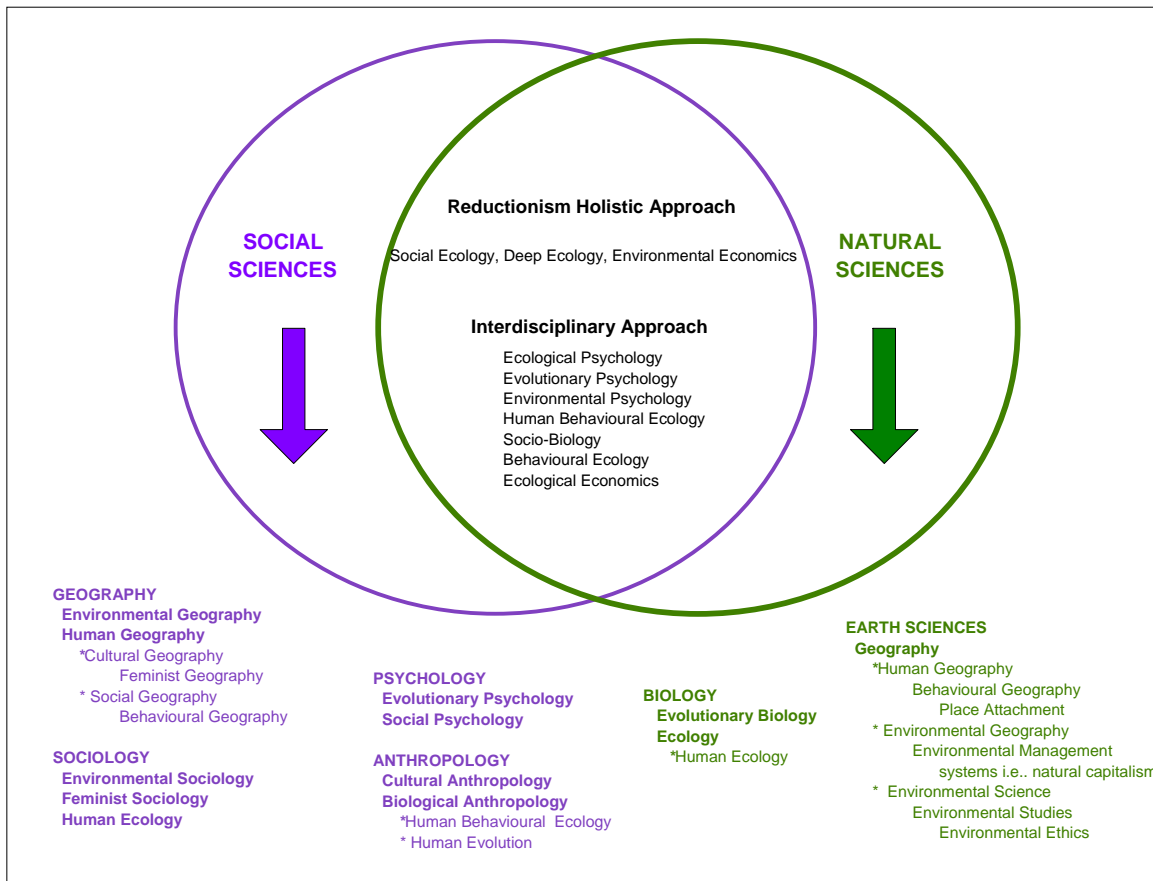 Reductionism Holistic Approach
SOCIAL
SCIENCES
NATURAL
SCIENCES
Social Ecology, Deep Ecology, Environmental Economics
Interdisciplinary Approach
Ecological Psychology
Evolutionary Psychology
Environmental Psychology
Human Behavioural Ecology
Socio-Biology
Behavioural Ecology
Ecological Economics
GEOGRAPHY
Environmental Geography
Human Geography
*Cultural Geography
Feminist Geography
* Social Geography
Behavioural Geography
SOCIOLOGY
Environmental Sociology
Feminist Sociology
Human Ecology
PSYCHOLOGY
Evolutionary Psychology
Social Psychology
ANTHROPOLOGY
Cultural Anthropology
Biological Anthropology
*Human Behavioural Ecology
* Human Evolution
BIOLOGY
Evolutionary Biology
Ecology
*Human Ecology
EARTH SCIENCES
Geography
*Human Geography
Behavioural Geography
Place Attachment
* Environmental Geography
Environmental Management
systems i.e.. natural capitalism
* Environmental Science
Environmental Studies
Environmental Ethics